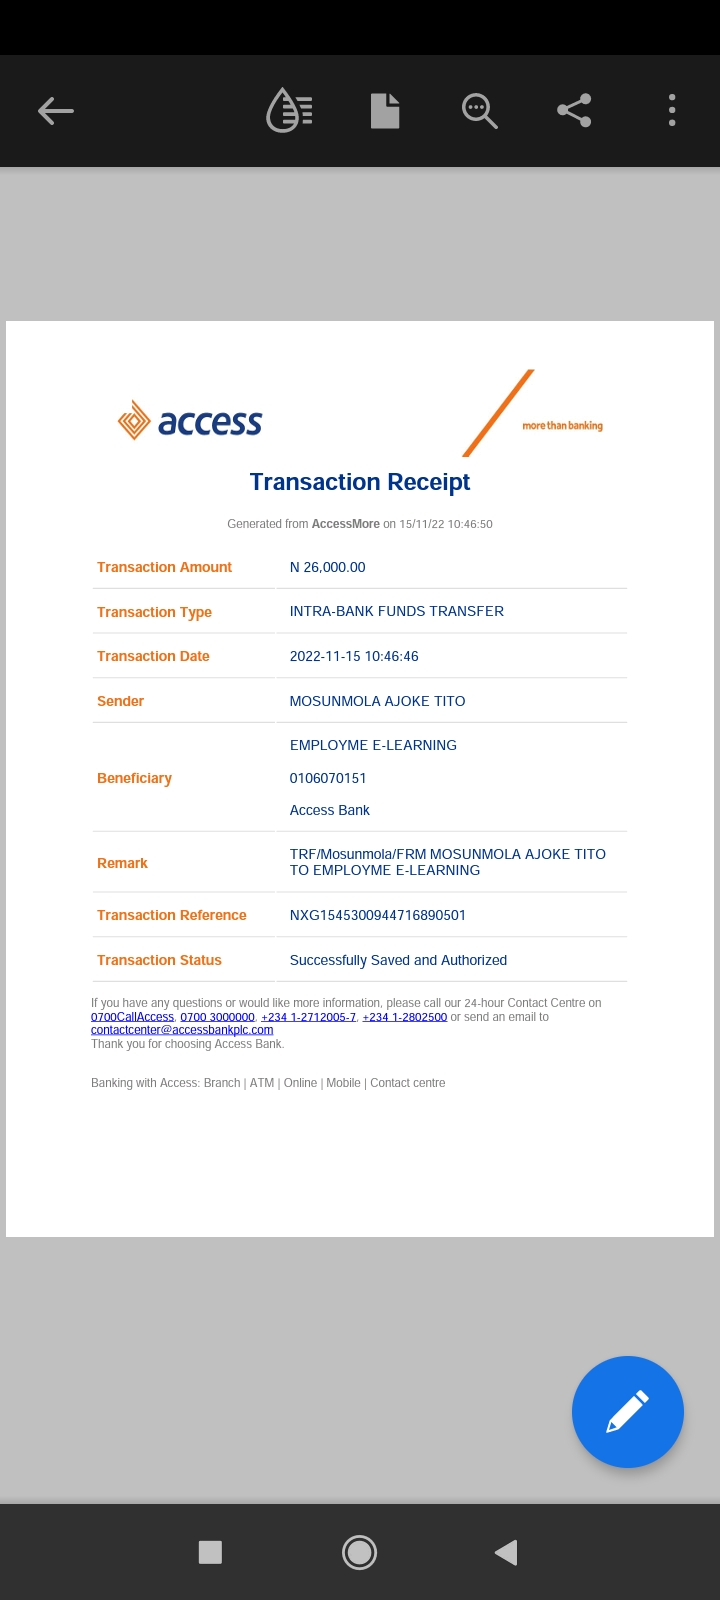 access
more than banking
Transaction Receipt
Generated from AccessMore on 15/11/22 10:46:50
Transaction Amount N 26,000.00
Transaction Type INTRA-BANK FUNDS TRANSFER
Transaction Date 2022-11-15 10:46:46
Sender MOSUNMOLA AJOKE TITO
Beneficiary EMPLOYME E-LEARNING
0106070151
Access Bank
Remark TRF/Mosunmola/FRM MOSUNMOLA AJOKE TITO
TO EMPLOYME E-LEARNING
Transaction Reference NXG1545300944716890501
Transaction Status Successfully Saved and Authorized
If you have any questions or would like more information, please call our 24-hour Contact Centre on
0700CallAccess, 0700 3000000, +234 1-2712005-7, +234 1-2802500 or send an email to
contactcenter@accessbankplc.com
Thank you for choosing Access Bank.
Banking with Access: Branch | ATM | Online | Mobile | Contact centre